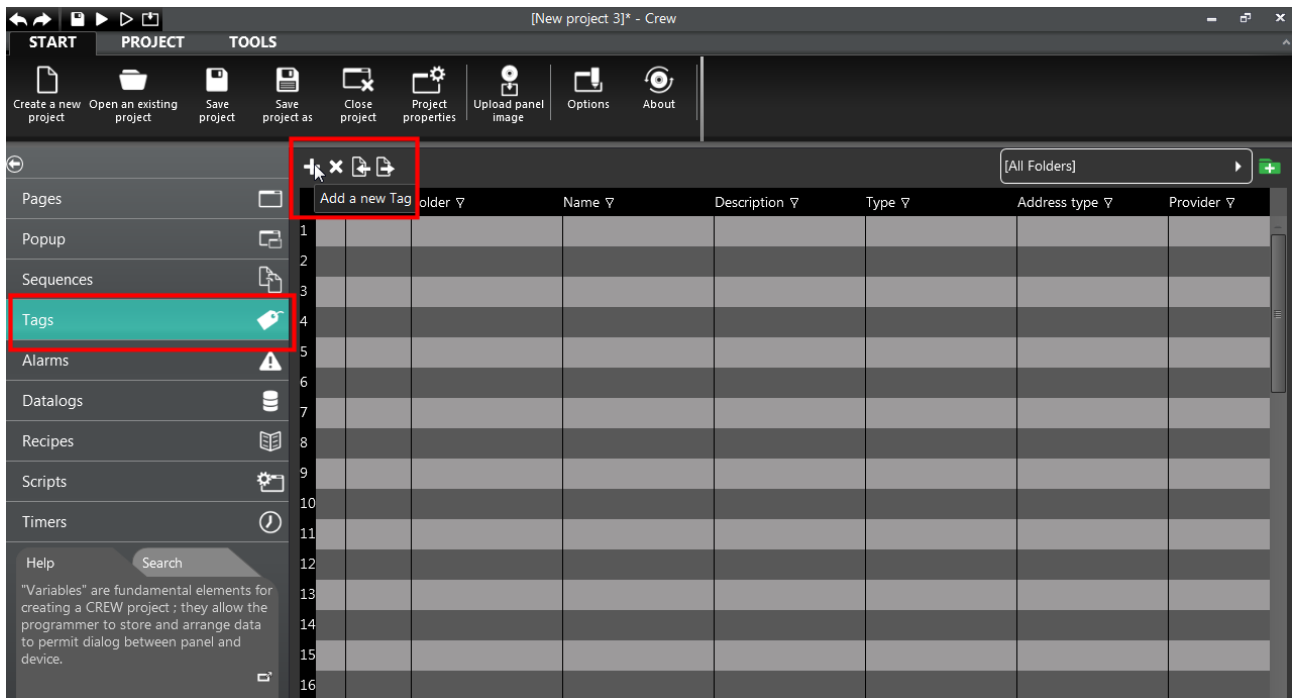 [New project 3]* - Crew
START PROJECT TOOLS
Create a new project
Open an existing project
Save project
Save project as
Close project
Project properties
Upload panel image
Options
About
[All Folders]
Add a new Tag
older Name Description Type Address type Provider
Pages
Popup
Sequences
Tags
Alarms
Datalogs
Recipes
Scripts
Timers
1
2
3
4
5
6
7
8
9
10
11
12
13
14
15
16
Help Search
"Variables" are fundamental elements for
creating a CREW project ; they allow the
programmer to store and arrange data
to permit dialog between panel and
device.